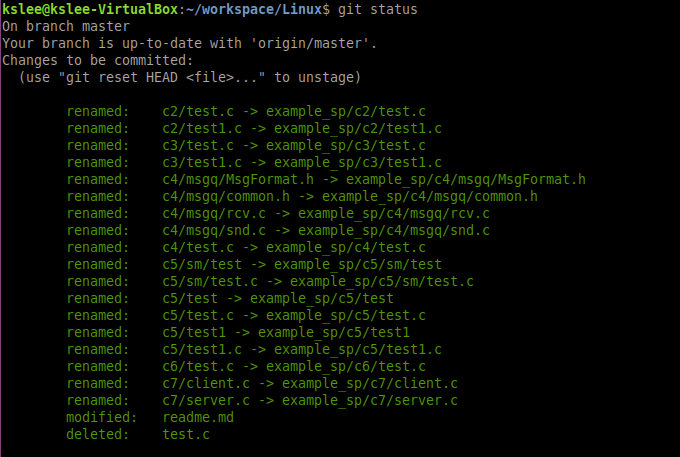 kslee@kslee-VirtualBox:~/workspace/Linux$ git status
On branch master
Your branch is up-to-date with 'origin/master'.
Changes to be committed:
  (use "git reset HEAD <file>..." to unstage)

        renamed:    c2/test.c -> example_sp/c2/test.c
        renamed:    c2/test1.c -> example_sp/c2/test1.c
        renamed:    c3/test.c -> example_sp/c3/test.c
        renamed:    c3/test1.c -> example_sp/c3/test1.c
        renamed:    c4/msgq/MsgFormat.h -> example_sp/c4/msgq/MsgFormat.h
        renamed:    c4/msgq/common.h -> example_sp/c4/msgq/common.h
        renamed:    c4/msgq/rcv.c -> example_sp/c4/msgq/rcv.c
        renamed:    c4/msgq/snd.c -> example_sp/c4/msgq/snd.c
        renamed:    c4/test.c -> example_sp/c4/test.c
        renamed:    c5/sm/test -> example_sp/c5/sm/test
        renamed:    c5/sm/test.c -> example_sp/c5/sm/test.c
        renamed:    c5/test -> example_sp/c5/test
        renamed:    c5/test.c -> example_sp/c5/test.c
        renamed:    c5/test1 -> example_sp/c5/test1
        renamed:    c5/test1.c -> example_sp/c5/test1.c
        renamed:    c6/test.c -> example_sp/c6/test.c
        renamed:    c7/client.c -> example_sp/c7/client.c
        renamed:    c7/server.c -> example_sp/c7/server.c
        modified:   readme.md
        deleted:    test.c